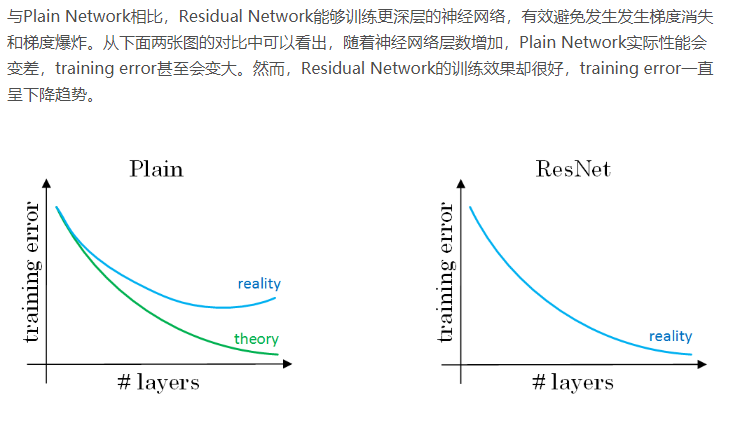 与Plain Network相比，Residual Network能够训练更深层的神经网络，有效避免发生发生梯度消失
和梯度爆炸。从下面两张图的对比中可以看出，随着神经网络层数增加，Plain Network实际性能会
变差，training error甚至会变大。然而，Residual Network的训练效果却很好，training error一直
呈下降趋势。
Plain
training error
reality
theory
# layers
ResNet
training error
reality
# layers